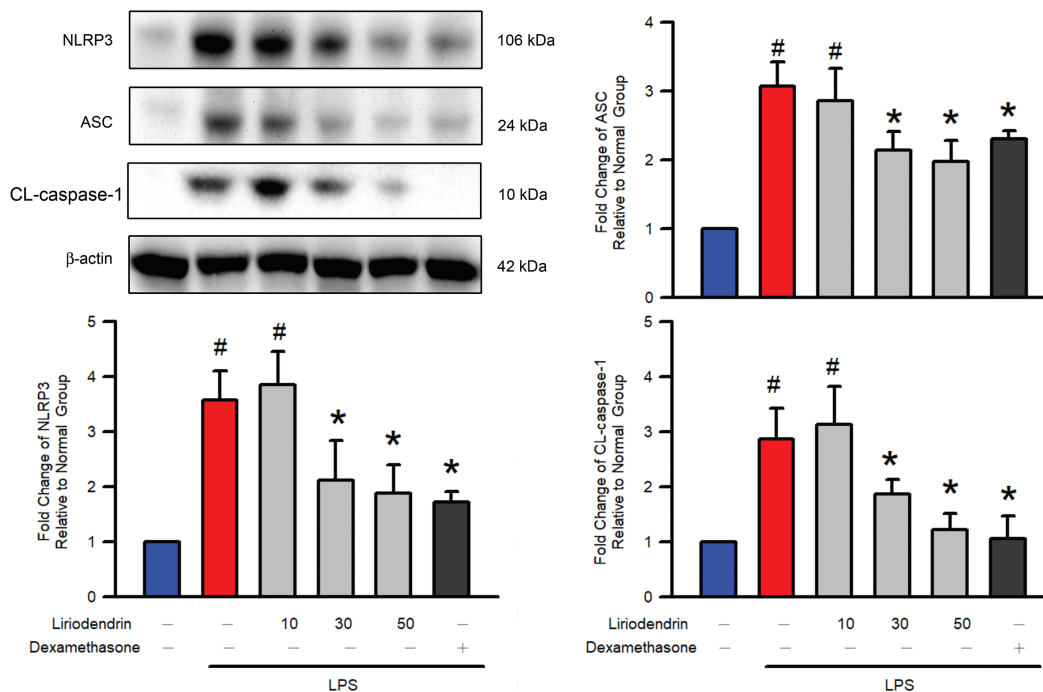 NLRP3
106 kDa
ASC
24 kDa
CL-caspase-1
10 kDa
β-actin
42 kDa
Fold Change of ASC
Relative to Normal Group
4
3
2
1
0
# # * * *
Fold Change of NLRP3
Relative to Normal Group
5
4
3
2
1
0
# # * * *
Liriodendrin – – 10 30 50 –
Dexamethasone – – – – – +
LPS
Fold Change of CL-caspase-1
Relative to Normal Group
5
4
3
2
1
0
# # * * *
– – 10 30 50 –
– – – – – +
LPS